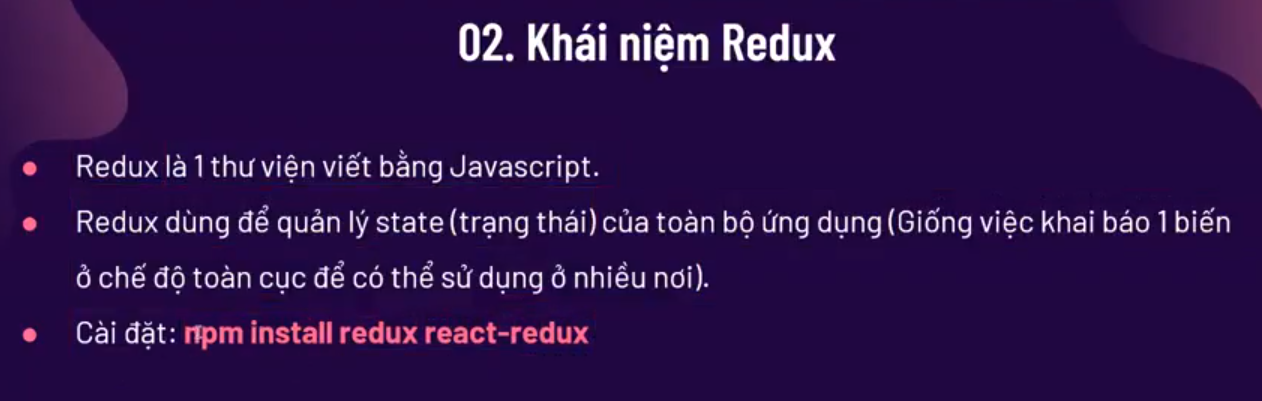 02. Khái niệm Redux
Redux là 1 thư viện viết bằng Javascript.
Redux dùng để quản lý state (trạng thái) của toàn bộ ứng dụng (Giống việc khai báo 1 biến
ở chế độ toàn cục để có thể sử dụng ở nhiều nơi).
Cài đặt: npm install redux react-redux